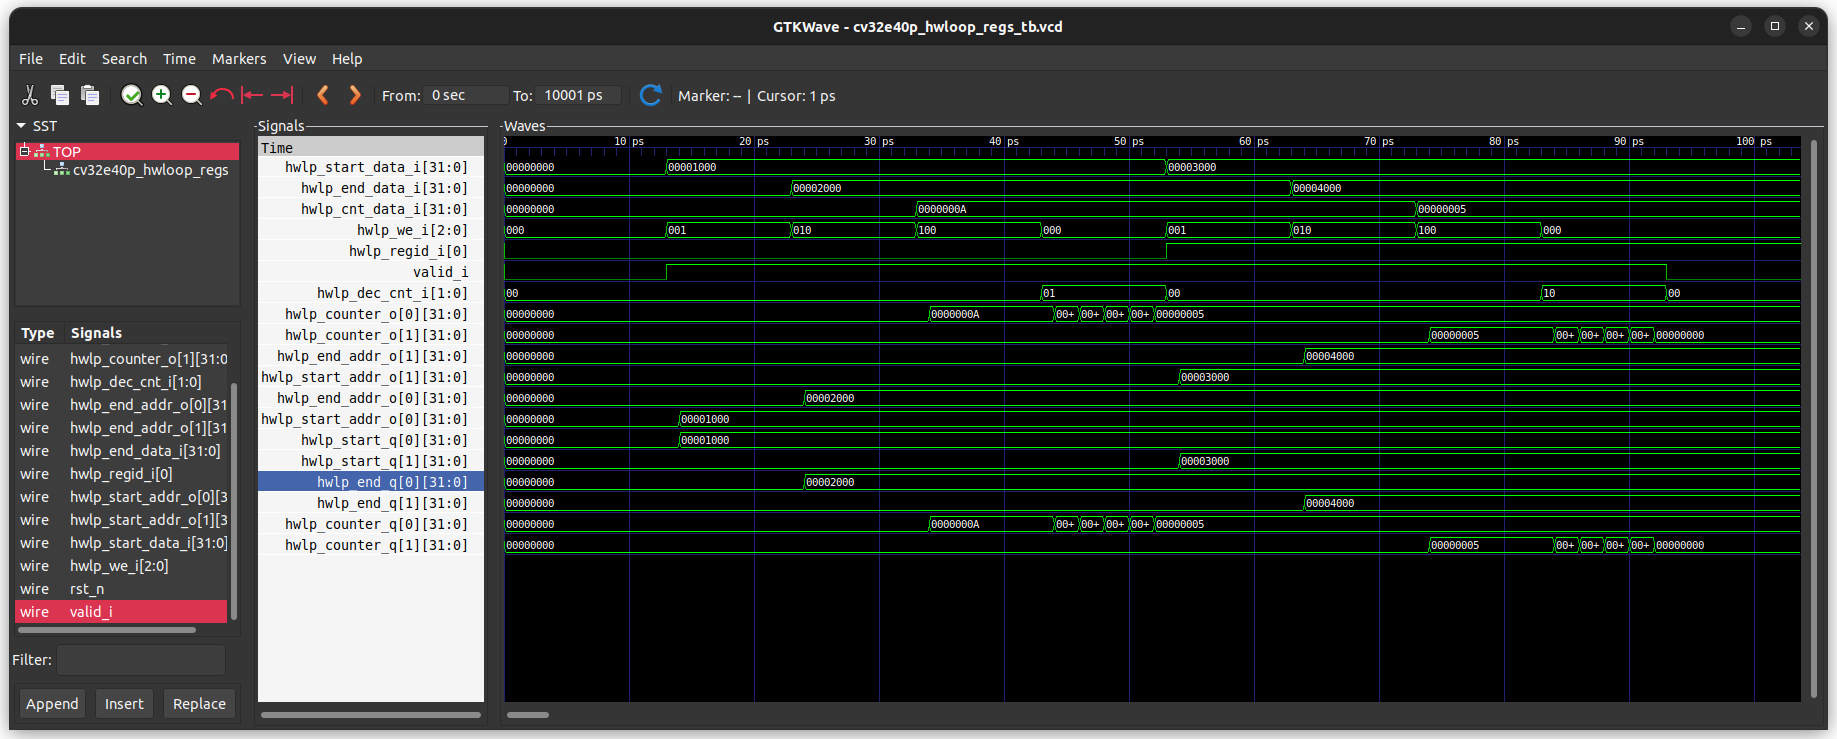 GTKWave - cv32e40p_hwloop_regs_tb.vcd
File Edit Search Time Markers View Help
From: 0 sec To: 10001 ps Marker: -- | Cursor: 1 ps
SST
TOP
cv32e40p_hwloop_regs
Type Signals
wire hwlp_counter_o[1][31:0
wire hwlp_dec_cnt_i[1:0]
wire hwlp_end_addr_o[0][31
wire hwlp_end_addr_o[1][31
wire hwlp_end_data_i[31:0]
wire hwlp_regid_i[0]
wire hwlp_start_addr_o[0][3
wire hwlp_start_addr_o[1][3
wire hwlp_start_data_i[31:0]
wire hwlp_we_i[2:0]
wire rst_n
wire valid_i
Filter:
Append Insert Replace
Signals
Time
hwlp_start_data_i[31:0]
hwlp_end_data_i[31:0]
hwlp_cnt_data_i[31:0]
hwlp_we_i[2:0]
hwlp_regid_i[0]
valid_i
hwlp_dec_cnt_i[1:0]
hwlp_counter_o[0][31:0]
hwlp_counter_o[1][31:0]
hwlp_end_addr_o[1][31:0]
hwlp_start_addr_o[1][31:0]
hwlp_end_addr_o[0][31:0]
hwlp_start_addr_o[0][31:0]
hwlp_start_q[0][31:0]
hwlp_start_q[1][31:0]
hwlp_end_q[0][31:0]
hwlp_end_q[1][31:0]
hwlp_counter_q[0][31:0]
hwlp_counter_q[1][31:0]
Waves
0 10 ps 20 ps 30 ps 40 ps 50 ps 60 ps 70 ps 80 ps 90 ps 100 ps
00000000 00001000 00003000
00000000 00002000 00004000
00000000 0000000A 00000005
000 001 010 100 000 001 010 100 000
00 01 00 10 00
00000000 0000000A 00+ 00+ 00+ 00+ 00000005
00000000 00000005 00+ 00+ 00+ 00+ 00000000
00000000 00004000
00000000 00003000
00000000 00002000
00000000 00001000
00000000 00001000
00000000 00003000
00000000 00002000
00000000 00004000
00000000 0000000A 00+ 00+ 00+ 00+ 00000005
00000000 00000005 00+ 00+ 00+ 00+ 00000000